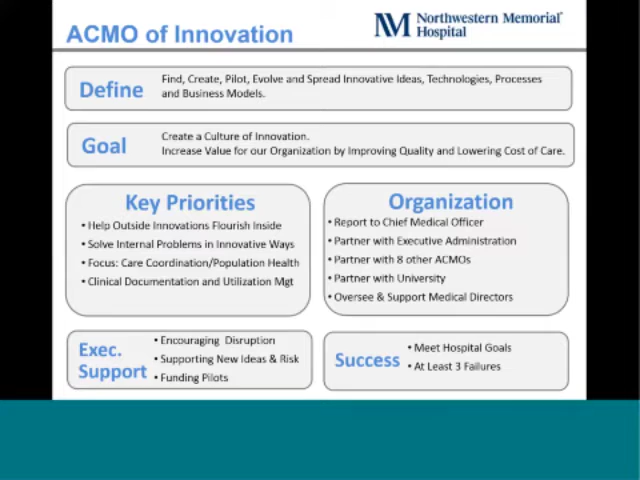 ACMO of Innovation
NM Northwestern Memorial®
Hospital
Define
Find, Create, Pilot, Evolve and Spread Innovative Ideas, Technologies, Processes
and Business Models.
Goal
Create a Culture of Innovation.
Increase Value for our Organization by Improving Quality and Lowering Cost of Care.
Key Priorities
• Help Outside Innovations Flourish Inside
• Solve Internal Problems in Innovative Ways
• Focus: Care Coordination/Population Health
• Clinical Documentation and Utilization Mgt
Organization
• Report to Chief Medical Officer
• Partner with Executive Administration
• Partner with 8 other ACMOs
• Partner with University
• Oversee & Support Medical Directors
Exec.
Support
• Encouraging Disruption
• Supporting New Ideas & Risk
• Funding Pilots
Success
• Meet Hospital Goals
• At Least 3 Failures